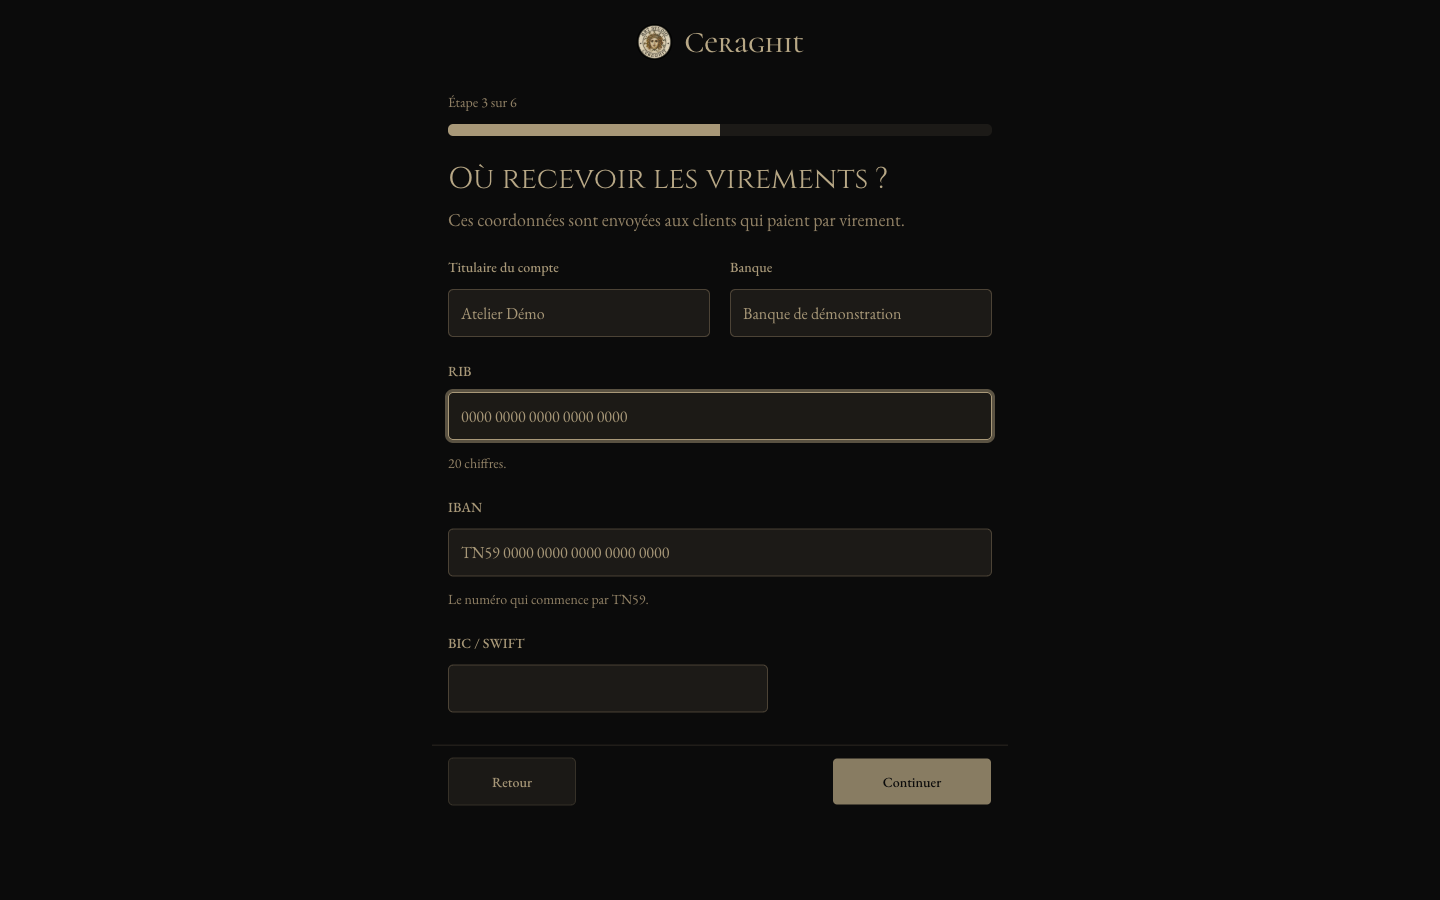 Ceraghit
Étape 3 sur 6
Où recevoir les virements ?
Ces coordonnées sont envoyées aux clients qui paient par virement.
Titulaire du compte
Banque
Atelier Démo
Banque de démonstration
RIB
0000 0000 0000 0000 0000
20 chiffres.
IBAN
TN59 0000 0000 0000 0000 0000
Le numéro qui commence par TN59.
BIC / SWIFT
Retour
Continuer